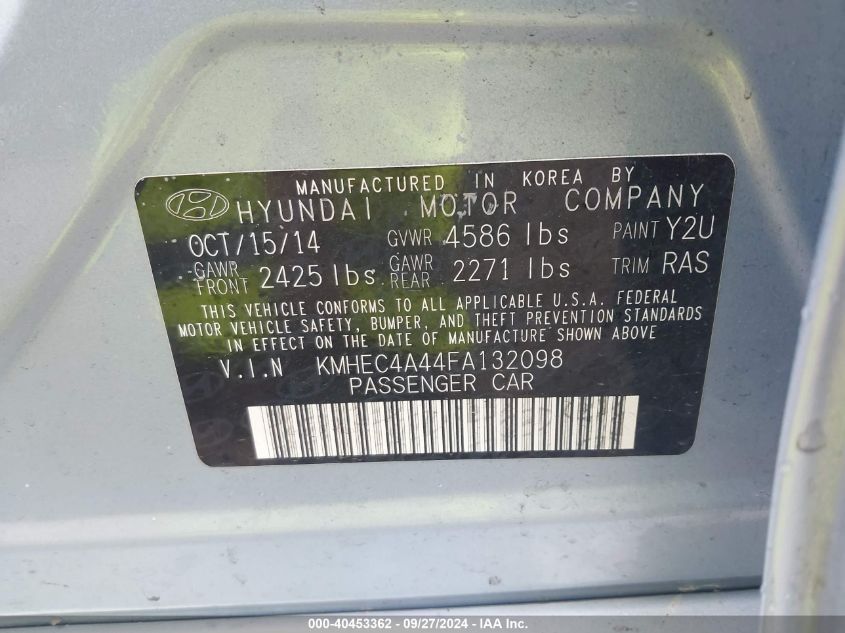 MANUFACTURED IN KOREA BY
HYUNDAI MOTOR COMPANY
OCT/15/14 GVWR 4586 lbs PAINT Y2U
GAWR FRONT 2425 lbs GAWR REAR 2271 lbs TRIM RAS
THIS VEHICLE CONFORMS TO ALL APPLICABLE U.S.A. FEDERAL
MOTOR VEHICLE SAFETY, BUMPER, AND THEFT PREVENTION STANDARDS
IN EFFECT ON THE DATE OF MANUFACTURE SHOWN ABOVE
V.I.N KMHEC4A44FA132098
PASSENGER CAR
000-40453362 - 09/27/2024 - IAAI.COM